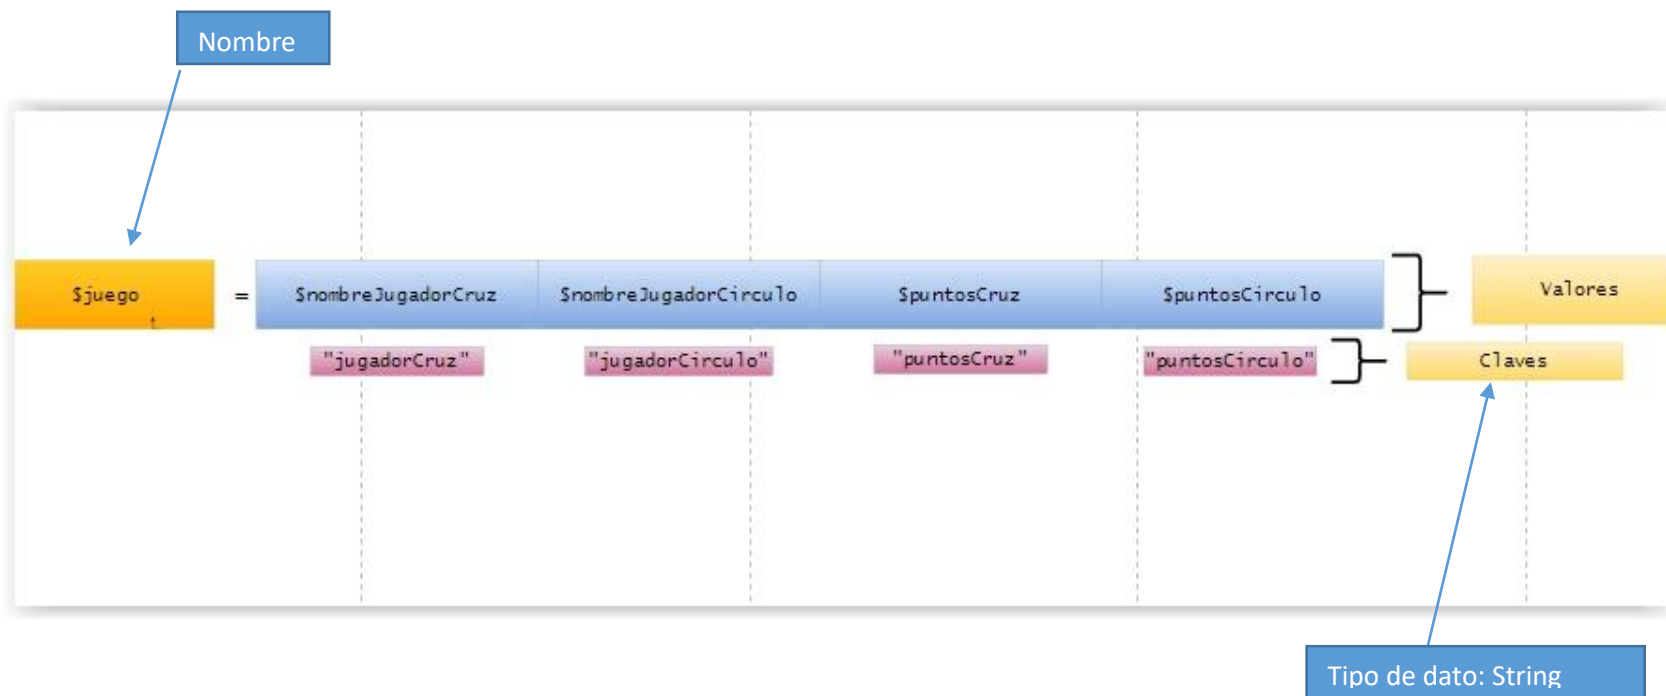 Nombre
$juego = $nombreJugadorCruz $nombreJugadorCirculo $puntosCruz $puntosCirculo Valores
"jugadorCruz" "jugadorCirculo" "puntosCruz" "puntosCirculo" Claves
Tipo de dato: String